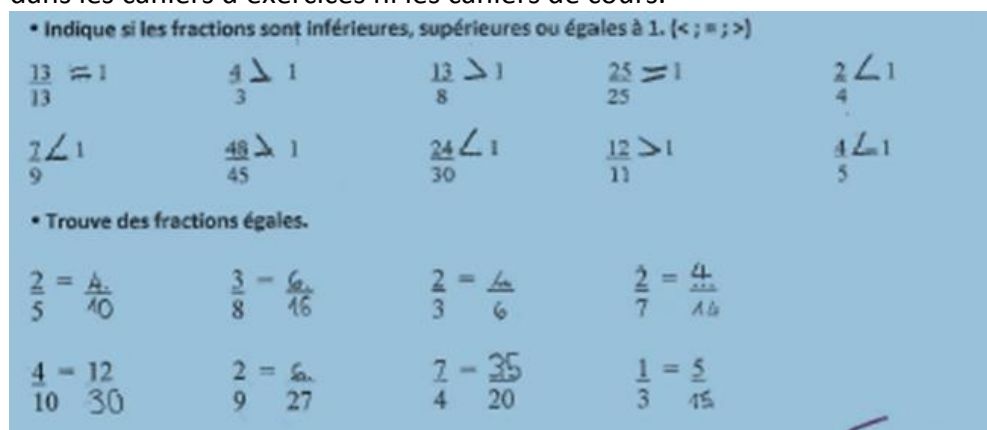 dans les cahiers d'exercices ni les cahiers de cours.
• Indique si les fractions sont inférieures, supérieures ou égales à 1. (< ; = ; >)
13/13 = 1 4/3 > 1 13/8 > 1 25/25 = 1 2/4 < 1
7/9 < 1 48/45 > 1 24/30 < 1 12/11 > 1 4/5 < 1
• Trouve des fractions égales.
2/5 = 4/10 3/8 = 6/16 2/3 = 4/6 2/7 = 4/14
4/10 = 12/30 2/9 = 6/27 7/4 = 35/20 1/3 = 5/15